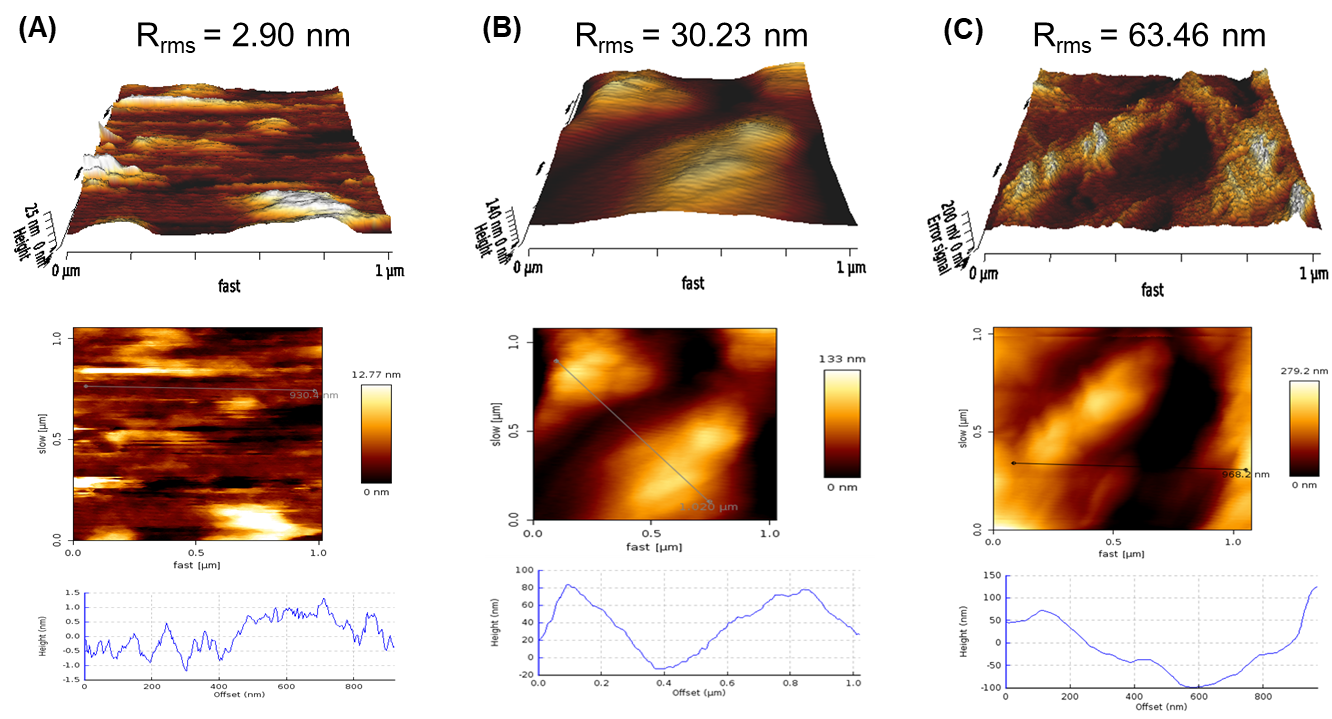 (A)
R_rms = 2.90 nm
25 nm 0 nm
Height
0 µm
1 µm
fast
1.0
0.5
0.0
slow [µm]
930.4 nm
12.77 nm
0 nm
0.0
0.5
1.0
fast [µm]
1.5
1.0
0.5
0.0
-0.5
-1.0
-1.5
Height (nm)
0
200
400
600
800
Offset (nm)
(B)
R_rms = 30.23 nm
140 nm 0 nm
Height
0 µm
1 µm
fast
1.0
0.5
0.0
slow [µm]
1.020 µm
133 nm
0 nm
0.0
0.5
1.0
fast [µm]
100
80
60
40
20
0
-20
Height (nm)
0.0
0.2
0.4
0.6
0.8
1.0
Offset (µm)
(C)
R_rms = 63.46 nm
200 mV 0 nV
Error signal
0 µm
1 µm
fast
1.0
0.5
0.0
slow [µm]
968.2 nm
279.2 nm
0 nm
0.0
0.5
1.0
fast [µm]
150
100
50
0
-50
-100
Height (nm)
0
200
400
600
800
Offset (nm)